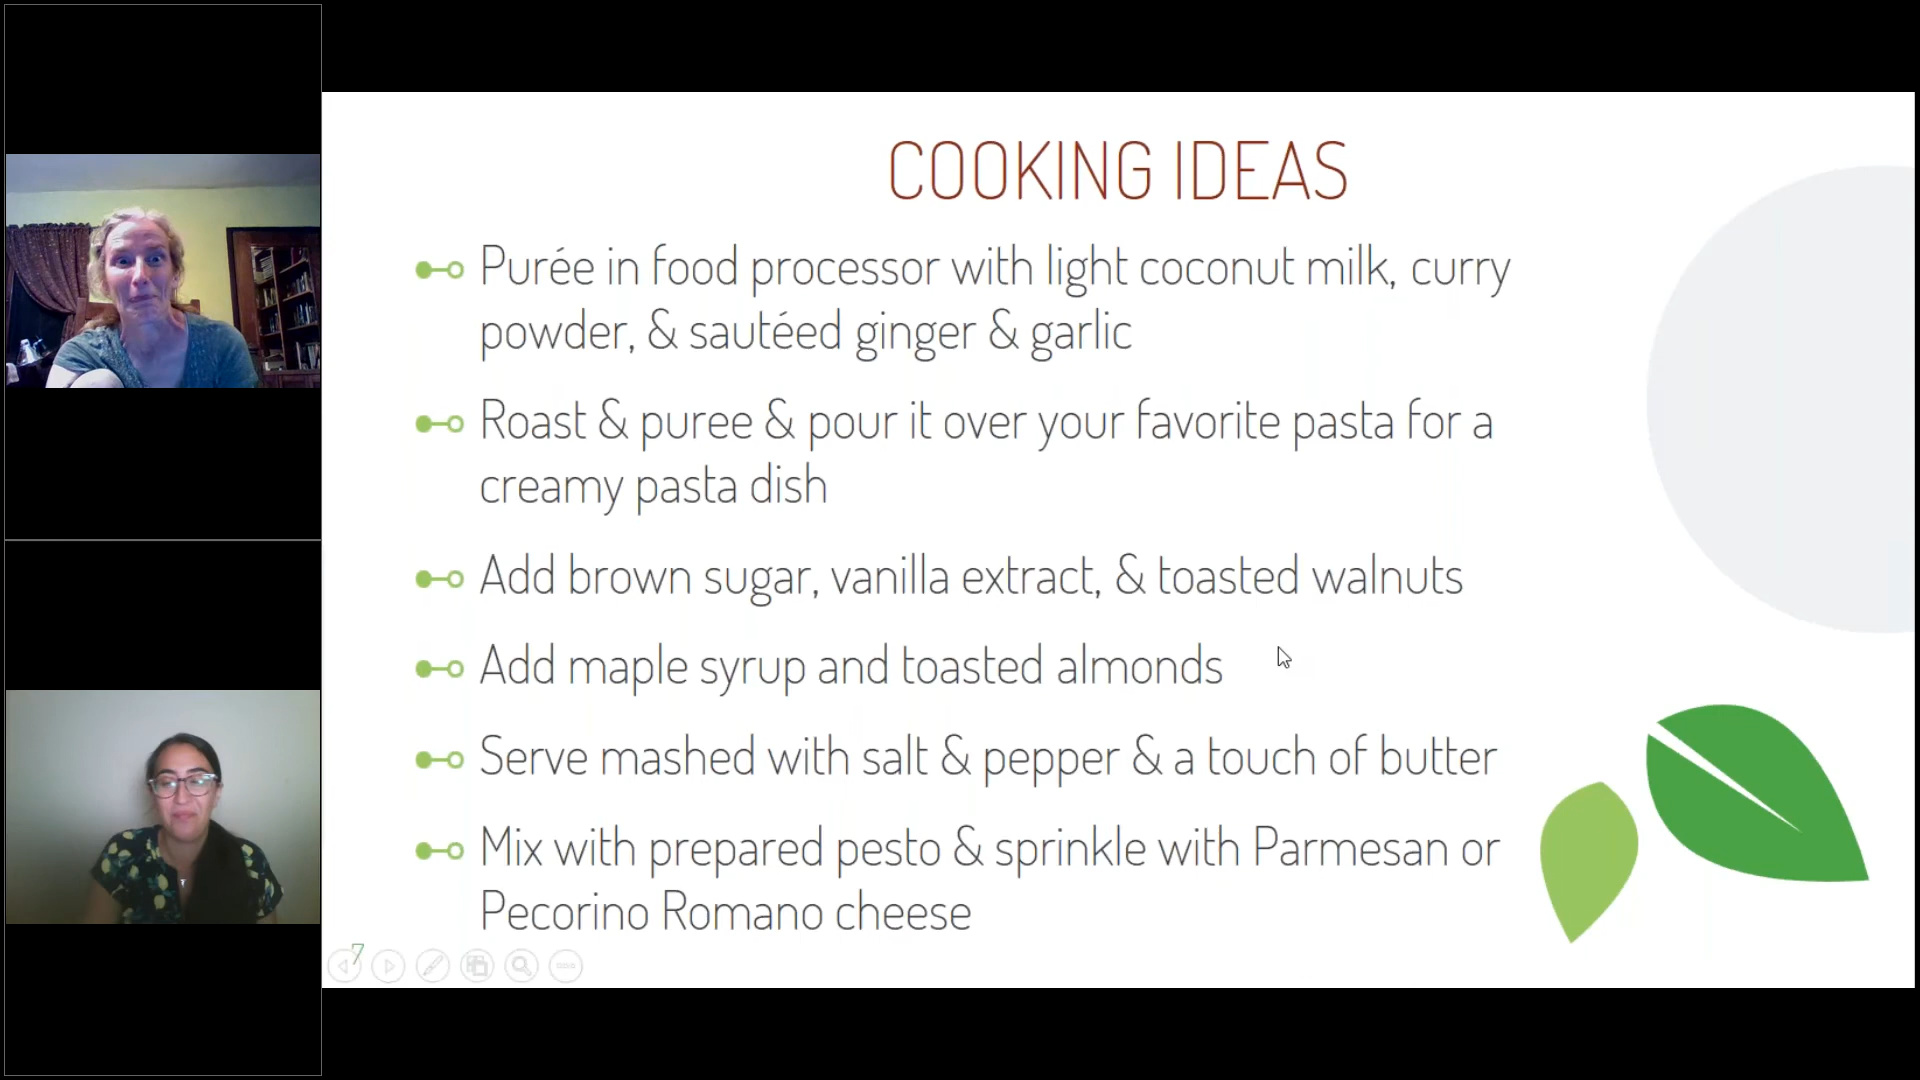 COOKING IDEAS
Purée in food processor with light coconut milk, curry
powder, & sautéed ginger & garlic
Roast & puree & pour it over your favorite pasta for a
creamy pasta dish
Add brown sugar, vanilla extract, & toasted walnuts
Add maple syrup and toasted almonds
Serve mashed with salt & pepper & a touch of butter
Mix with prepared pesto & sprinkle with Parmesan or
Pecorino Romano cheese
7